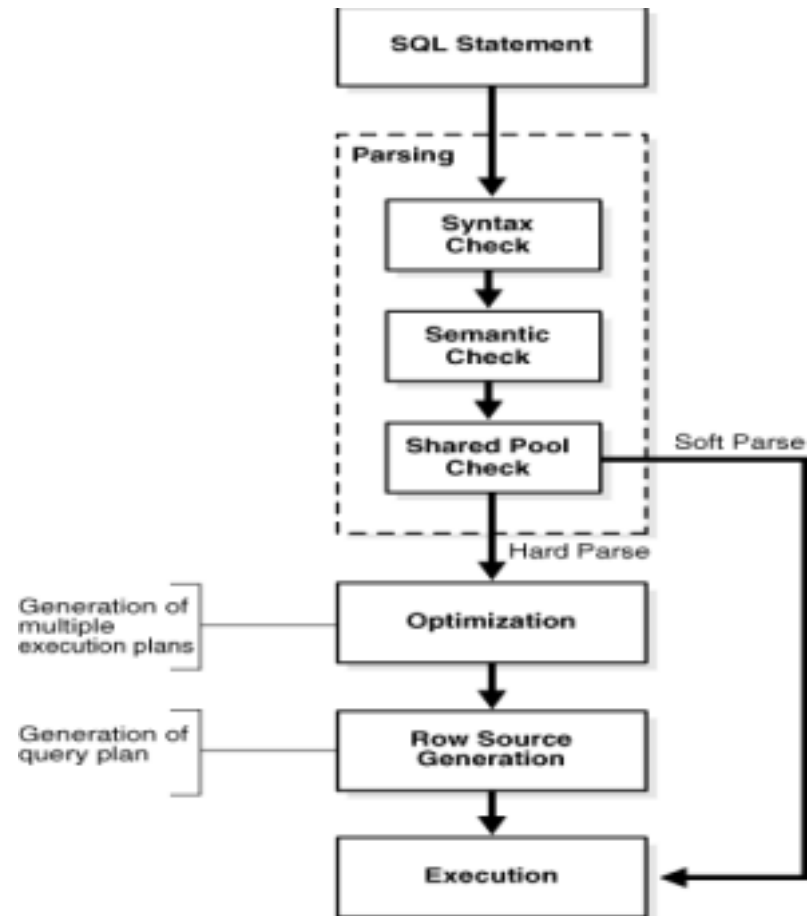 SQL Statement
Parsing
Syntax
Check
Semantic
Check
Shared Pool
Check
Soft Parse
Hard Parse
Generation of
multiple
execution plans
Optimization
Generation of
query plan
Row Source
Generation
Execution